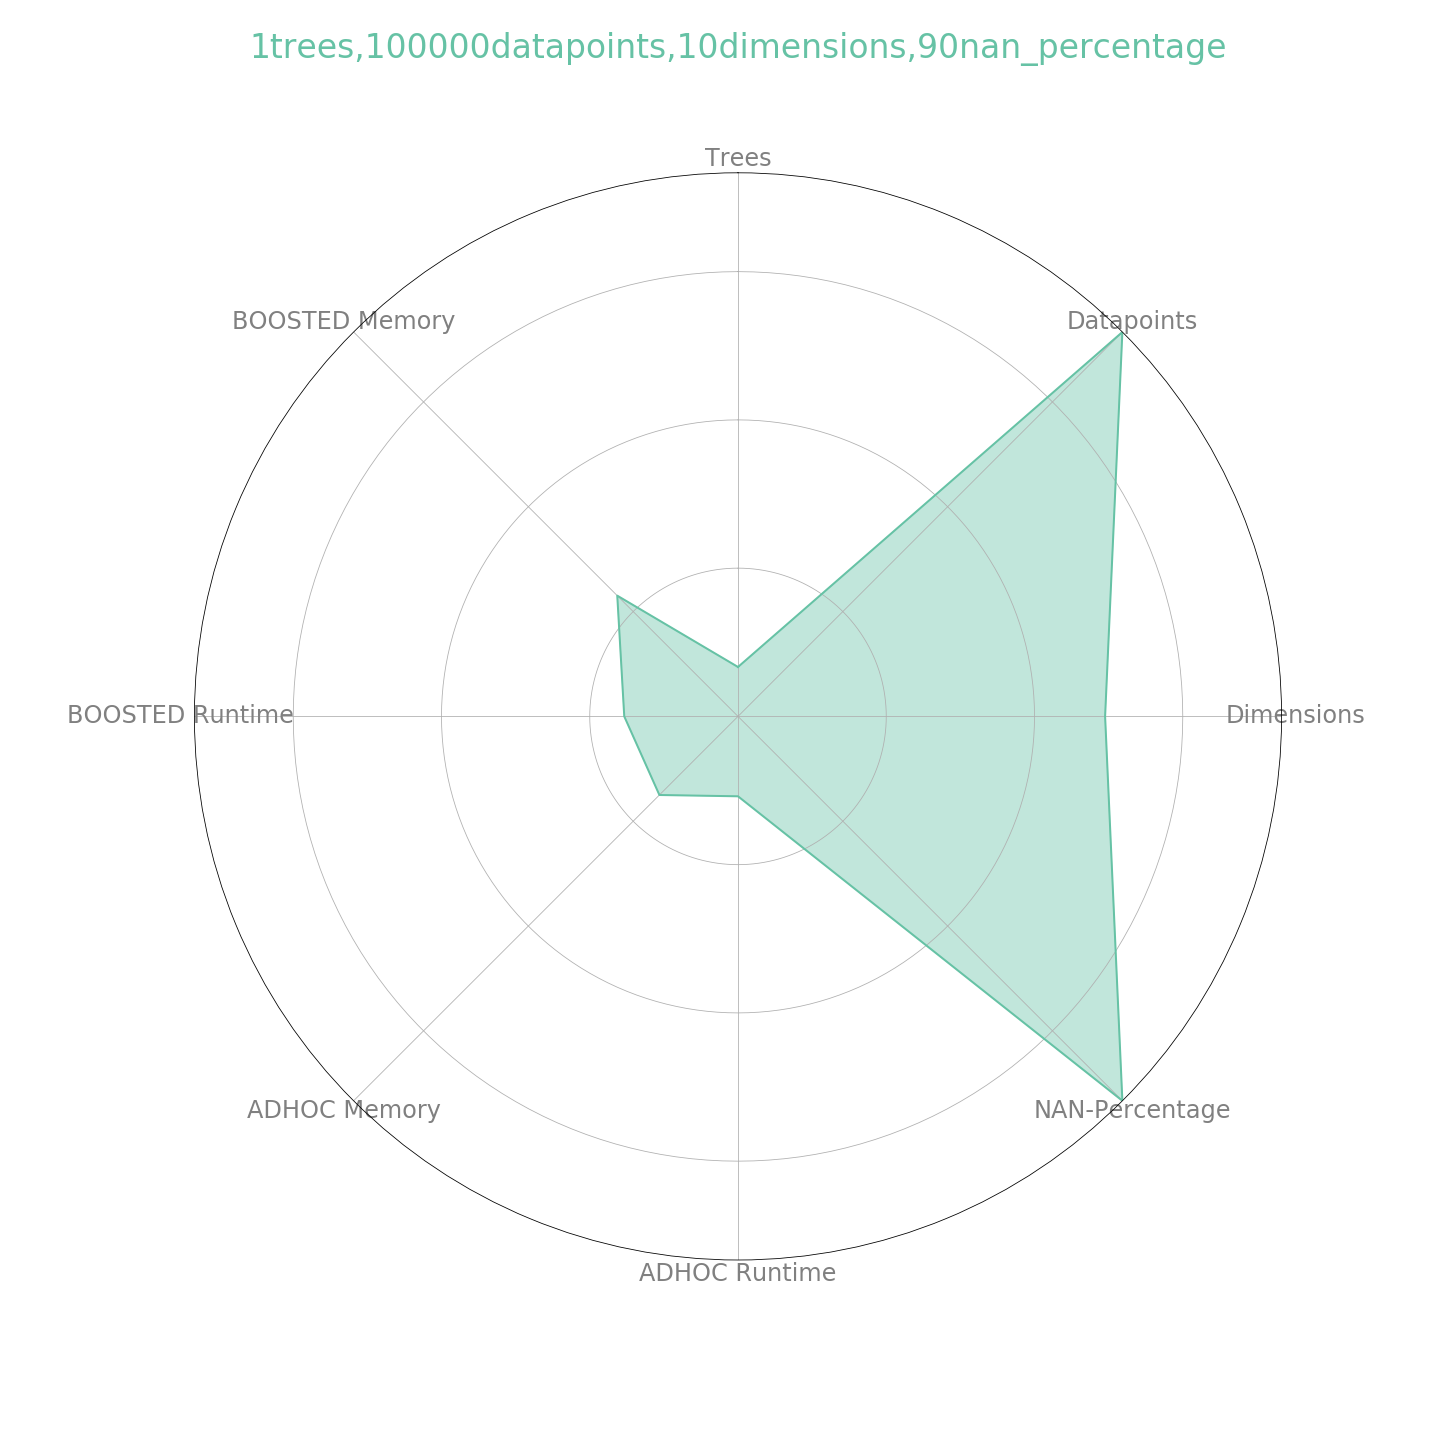 1trees,100000datapoints,10dimensions,90nan_percentage
Trees
BOOSTED Memory
Datapoints
BOOSTED Runtime
Dimensions
ADHOC Memory
NAN-Percentage
ADHOC Runtime